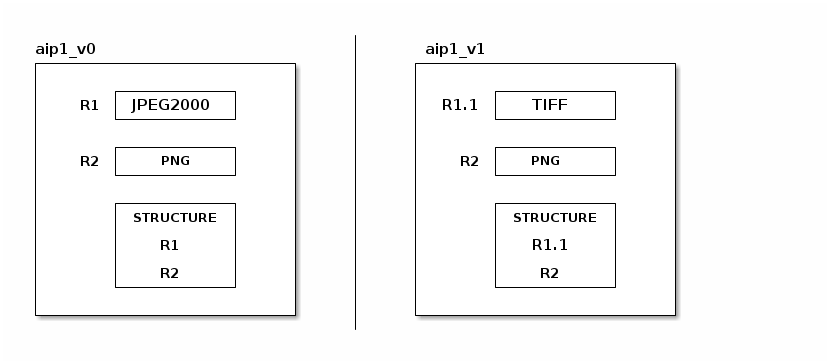 aip1_v0
R1 JPEG2000
R2 PNG
STRUCTURE
R1
R2
aip1_v1
R1.1 TIFF
R2 PNG
STRUCTURE
R1.1
R2